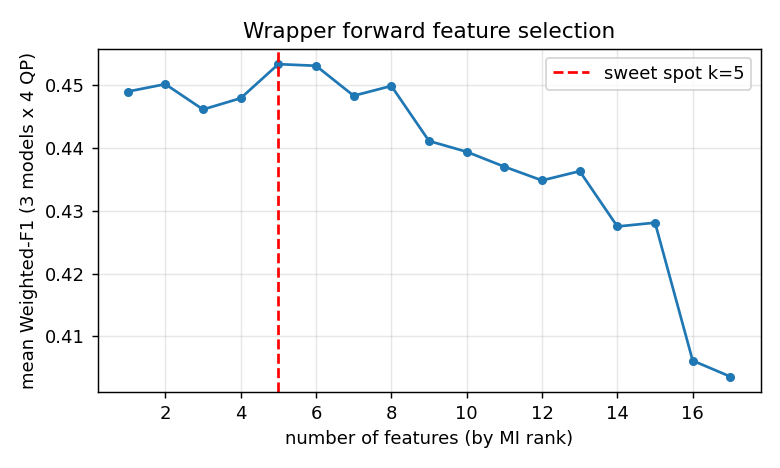 Wrapper forward feature selection
mean Weighted-F1 (3 models x 4 QP)
sweet spot k=5
0.45
0.44
0.43
0.42
0.41
2 4 6 8 10 12 14 16
number of features (by MI rank)